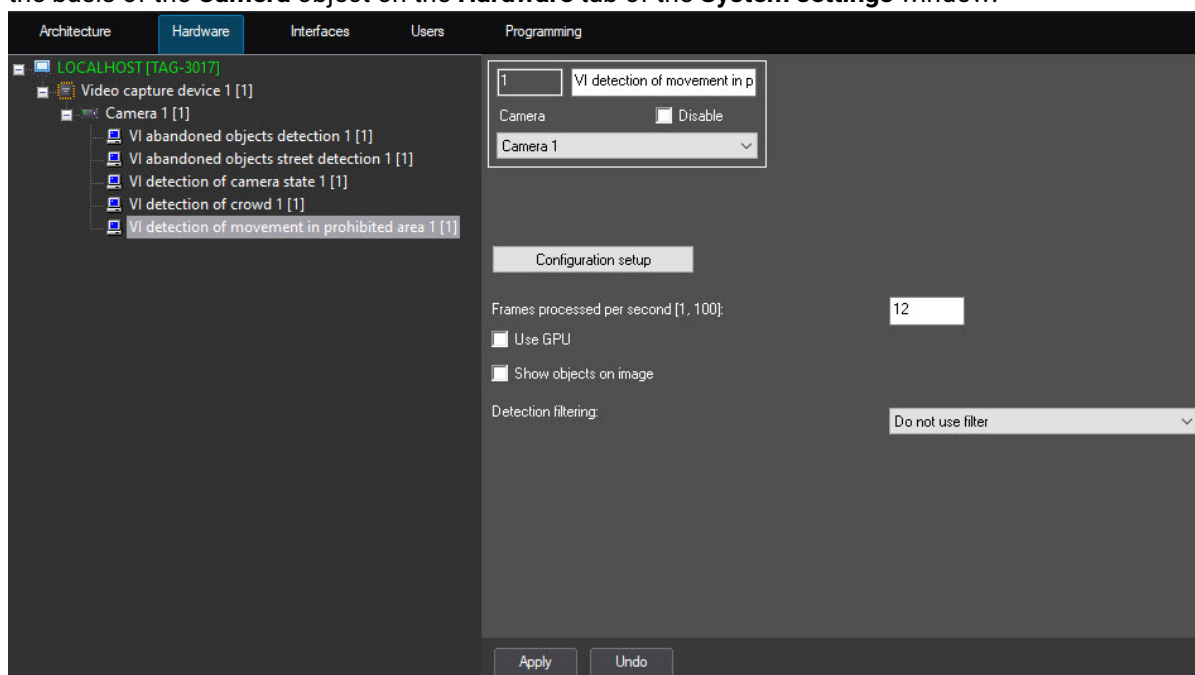 the basis of the Camera object on the Hardware tab of the System settings window.
Architecture Hardware Interfaces Users Programming
LOCALHOST [TAG-3017]
Video capture device 1 [1]
Camera 1 [1]
VI abandoned objects detection 1 [1]
VI abandoned objects street detection 1 [1]
VI detection of camera state 1 [1]
VI detection of crowd 1 [1]
VI detection of movement in prohibited area 1 [1]
1 VI detection of movement in p
Camera Disable
Camera 1
Configuration setup
Frames processed per second [1, 100]: 12
Use GPU
Show objects on image
Detection filtering: Do not use filter
Apply Undo